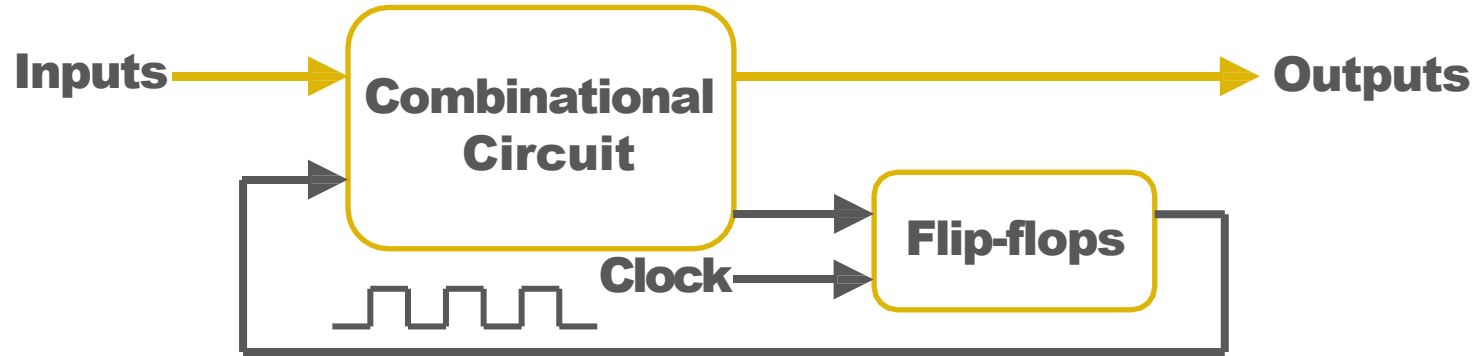 Inputs
Combinational
Circuit
Outputs
Flip-flops
Clock